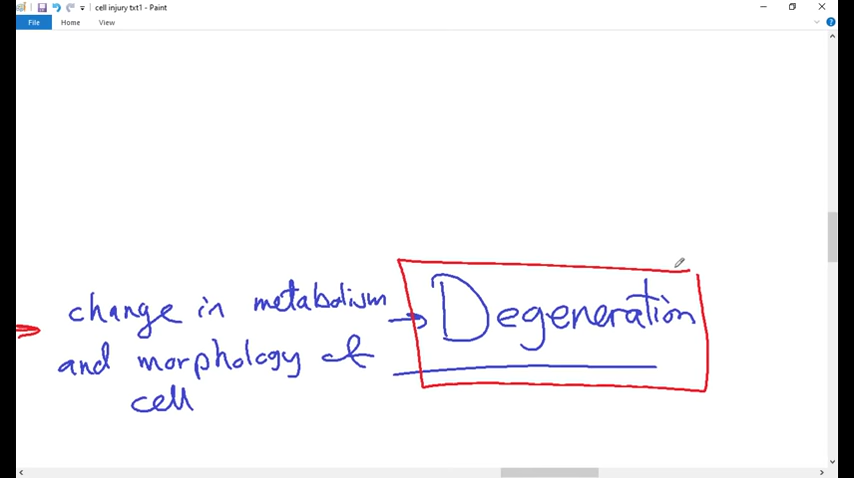 cell injury txt1 - Paint
File Home View
change in metabolism → Degeneration
and morphology of
cell